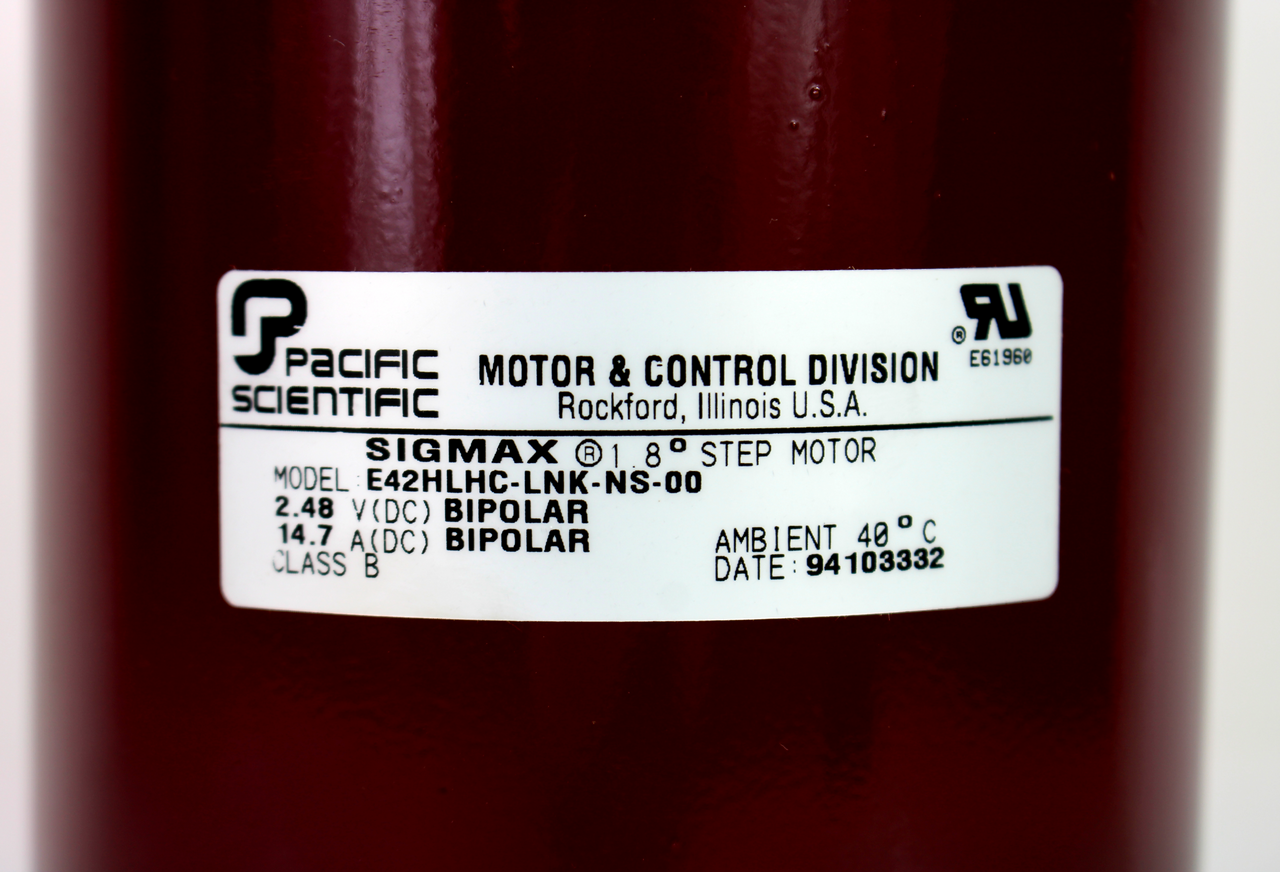 PACIFIC
SCIENTIFIC
MOTOR & CONTROL DIVISION
Rockford, Illinois U.S.A.
®
E61960
SIGMAX ® 1.8° STEP MOTOR
MODEL: E42HLHC-LNK-NS-00
2.48 V(DC) BIPOLAR
14.7 A(DC) BIPOLAR
CLASS B
AMBIENT 40°C
DATE: 94103332